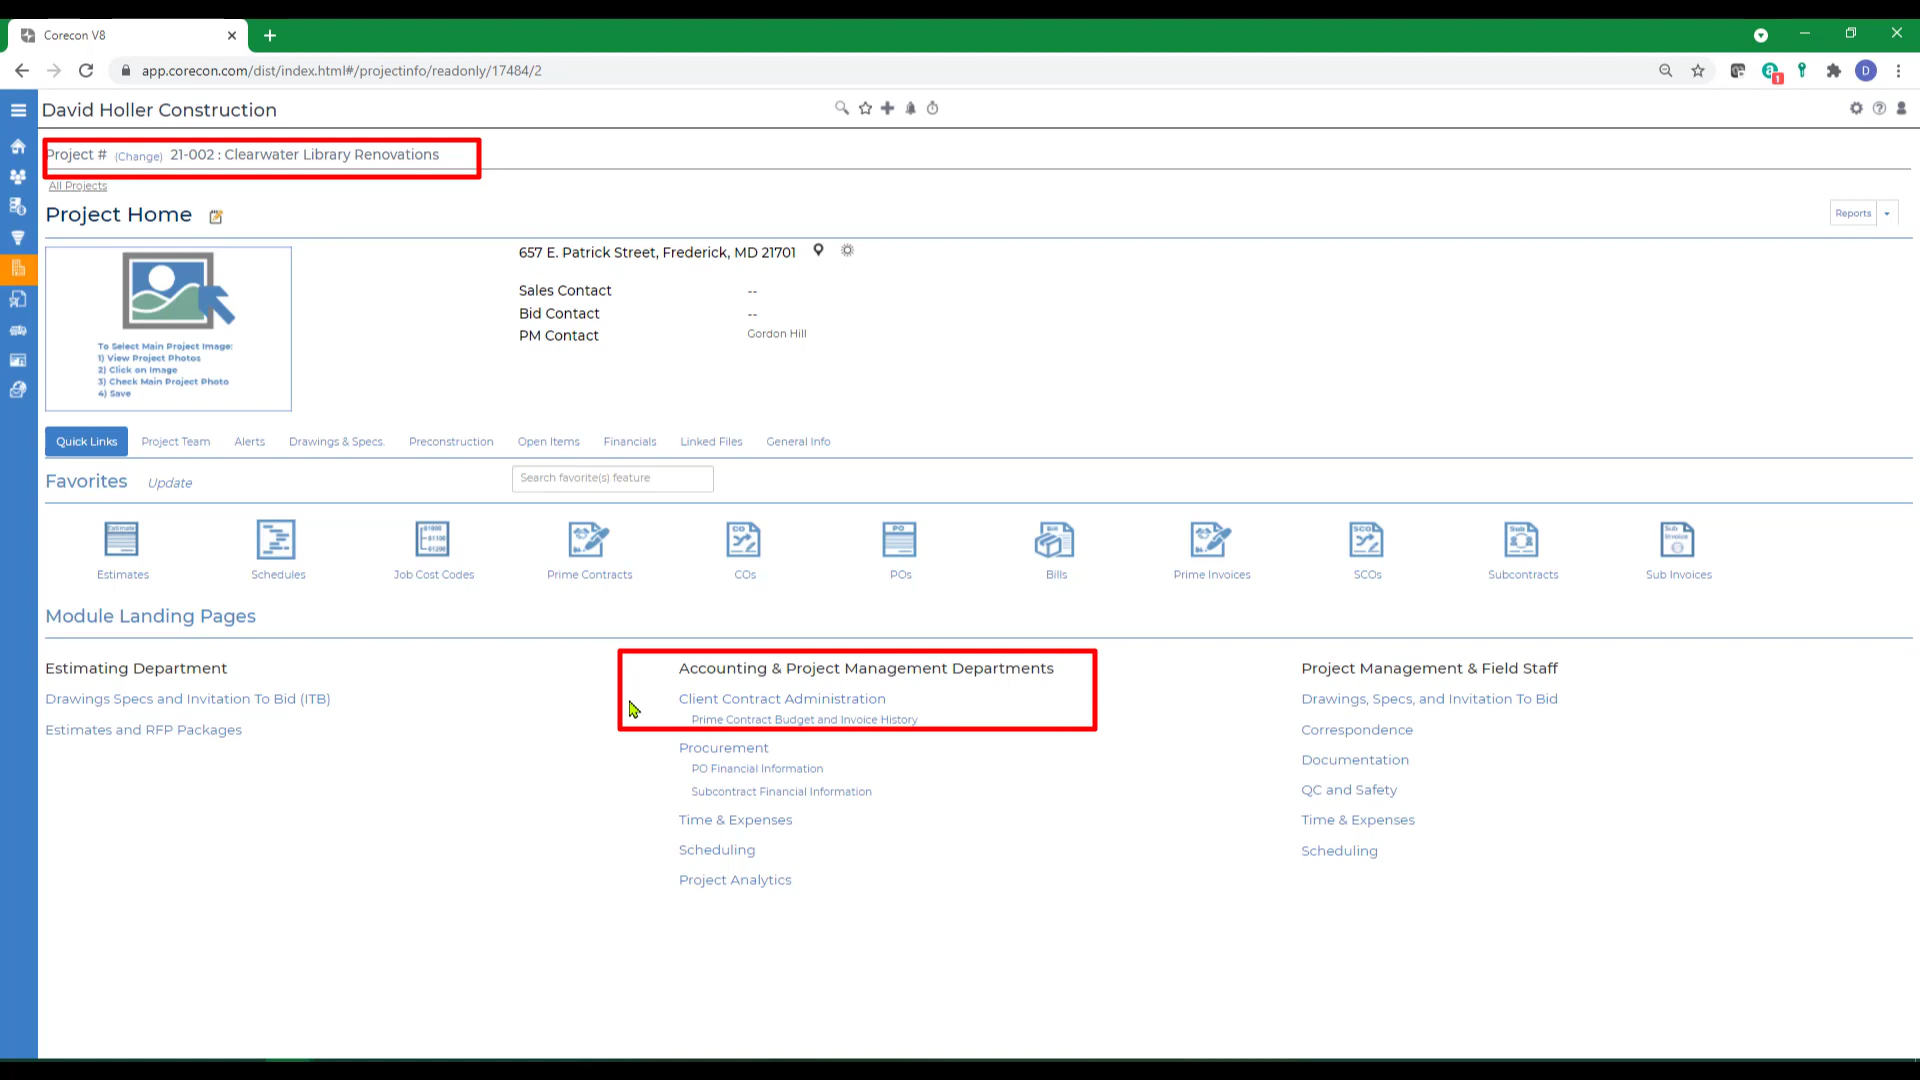 Corecon V8
app.corecon.com/dist/index.html#/projectinfo/readonly/17484/2
D
1
David Holler Construction
Project # (Change) 21-002 : Clearwater Library Renovations
All Projects
Project Home
Reports
657 E. Patrick Street, Frederick, MD 21701
Sales Contact --
Bid Contact --
PM Contact Gordon Hill
To Select Main Project Image:
1) View Project Photos
2) Click on Image
3) Check Main Project Photo
4) Save
Quick Links Project Team Alerts Drawings & Specs. Preconstruction Open Items Financials Linked Files General Info
Favorites Update Search favorite(s) feature
Estimates Schedules Job Cost Codes Prime Contracts COs POs Bills Prime Invoices SCOs Subcontracts Sub Invoices
Module Landing Pages
Estimating Department
Drawings Specs and Invitation To Bid (ITB)
Estimates and RFP Packages
Accounting & Project Management Departments
Client Contract Administration
Prime Contract Budget and Invoice History
Procurement
PO Financial Information
Subcontract Financial Information
Time & Expenses
Scheduling
Project Analytics
Project Management & Field Staff
Drawings, Specs, and Invitation To Bid
Correspondence
Documentation
QC and Safety
Time & Expenses
Scheduling